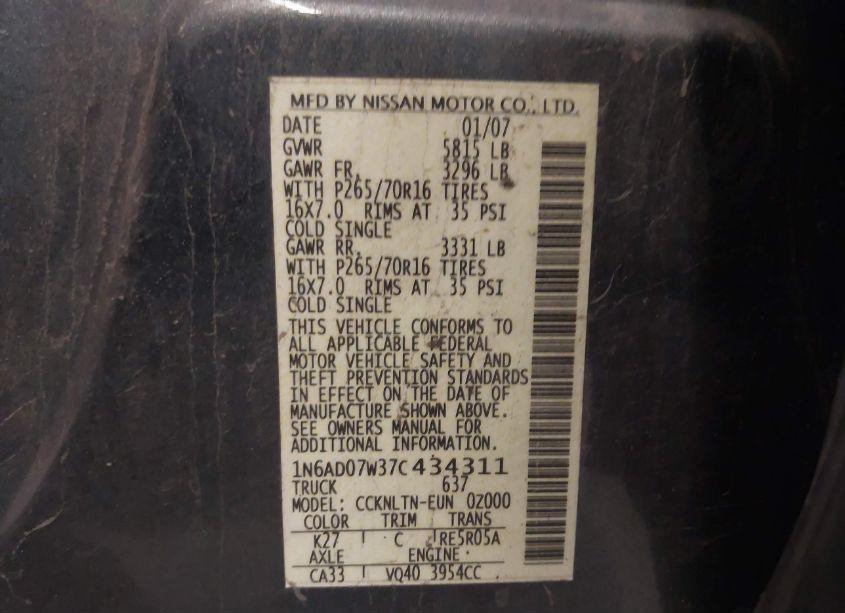 MFD BY NISSAN MOTOR CO., LTD.
DATE 01/07
GVWR 5815 LB
GAWR FR. 3296 LB
WITH P265/70R16 TIRES
16X7.0 RIMS AT 35 PSI
COLD SINGLE
GAWR RR. 3331 LB
WITH P265/70R16 TIRES
16X7.0 RIMS AT 35 PSI
COLD SINGLE
THIS VEHICLE CONFORMS TO
ALL APPLICABLE FEDERAL
MOTOR VEHICLE SAFETY AND
THEFT PREVENTION STANDARDS
IN EFFECT ON THE DATE OF
MANUFACTURE SHOWN ABOVE.
SEE OWNERS MANUAL FOR
ADDITIONAL INFORMATION.
1N6AD07W37C434311
TRUCK 637
MODEL: CCKNLTN-EUN 02000
COLOR TRIM TRANS
K27 C RE5R05A
AXLE ENGINE
CA33 VQ40 3954CC